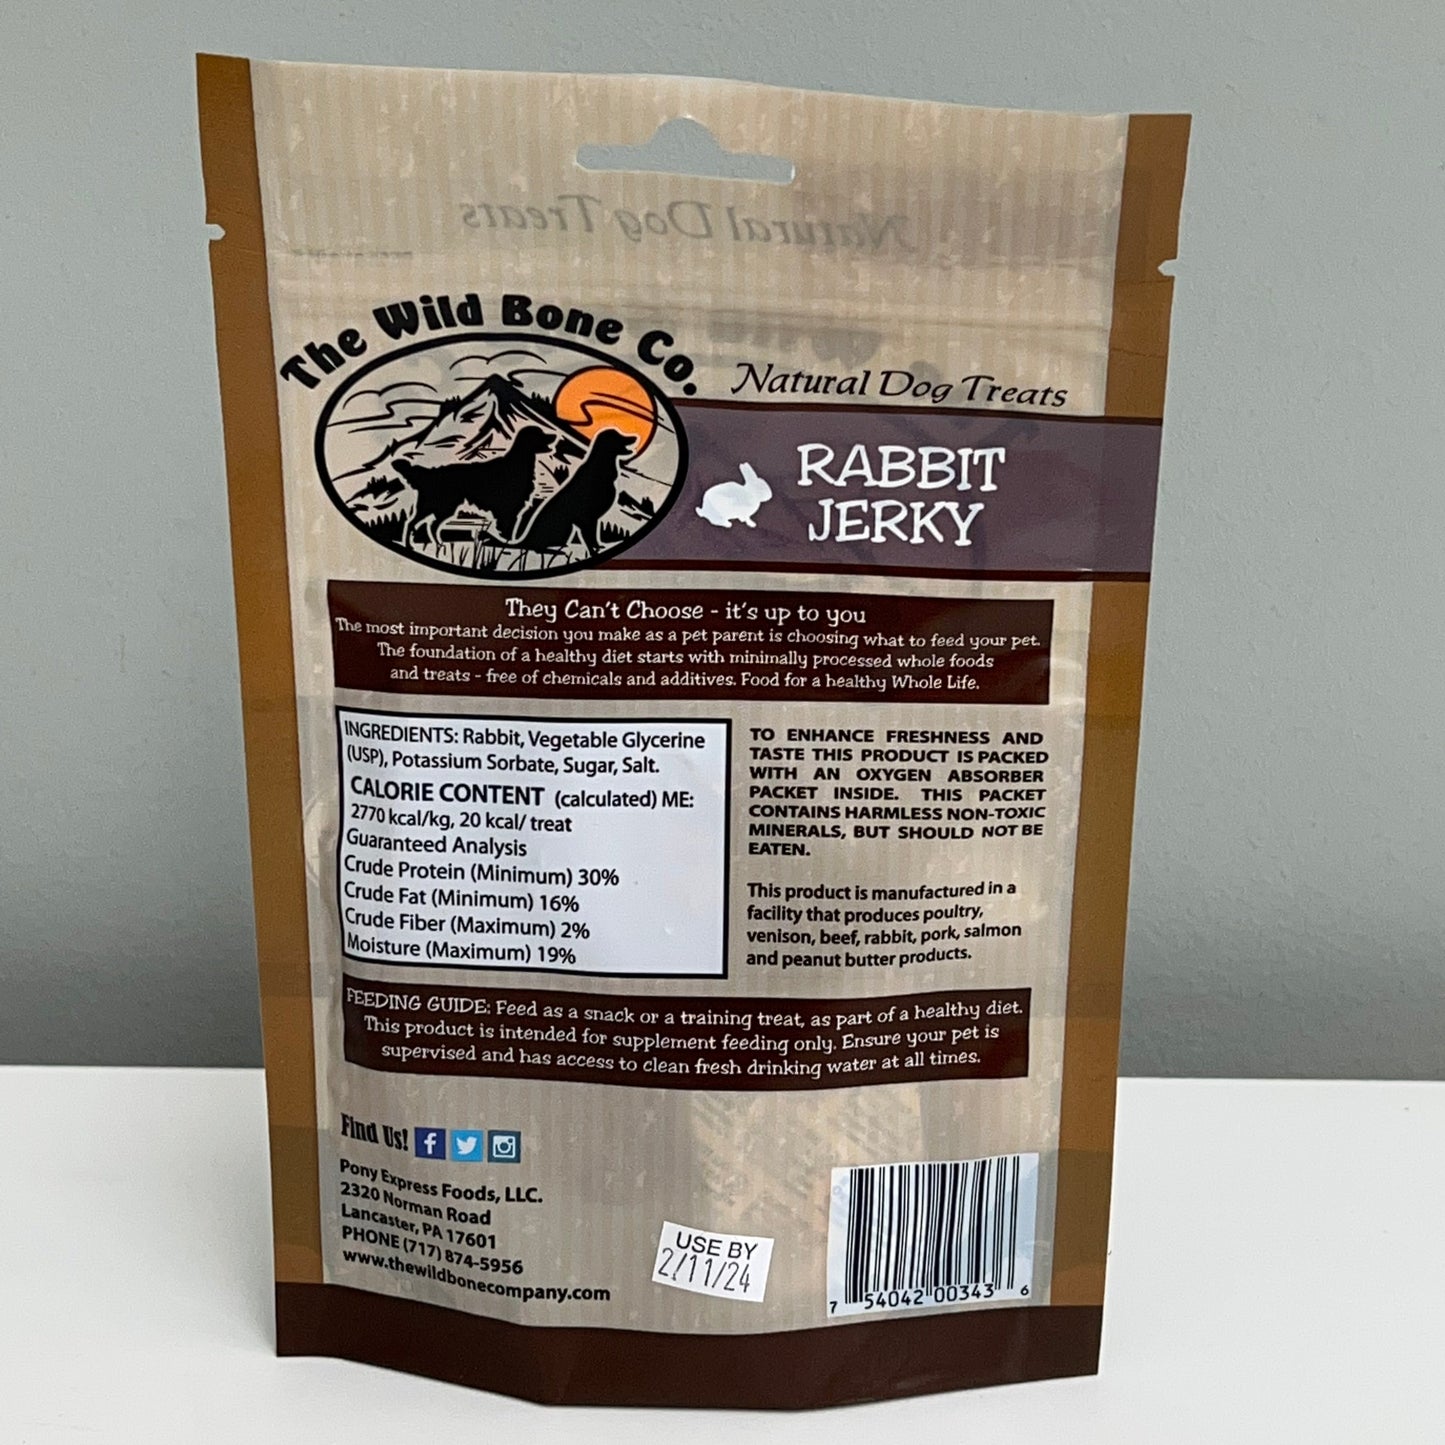 Natural Dog Treats
The Wild Bone Co.
Natural Dog Treats
RABBIT
JERKY
They Can't Choose - it's up to you
The most important decision you make as a pet parent is choosing what to feed your pet.
The foundation of a healthy diet starts with minimally processed whole foods
and treats - free of chemicals and additives. Food for a healthy Whole Life.
INGREDIENTS: Rabbit, Vegetable Glycerine
(USP), Potassium Sorbate, Sugar, Salt.
CALORIE CONTENT (calculated) ME:
2770 kcal/kg, 20 kcal/ treat
Guaranteed Analysis
Crude Protein (Minimum) 30%
Crude Fat (Minimum) 16%
Crude Fiber (Maximum) 2%
Moisture (Maximum) 19%
TO ENHANCE FRESHNESS AND
TASTE THIS PRODUCT IS PACKED
WITH AN OXYGEN ABSORBER
PACKET INSIDE. THIS PACKET
CONTAINS HARMLESS NON-TOXIC
MINERALS, BUT SHOULD NOT BE
EATEN.
This product is manufactured in a
facility that produces poultry,
venison, beef, rabbit, pork, salmon
and peanut butter products.
FEEDING GUIDE: Feed as a snack or a training treat, as part of a healthy diet.
This product is intended for supplement feeding only. Ensure your pet is
supervised and has access to clean fresh drinking water at all times.
Find Us!
Pony Express Foods, LLC.
2320 Norman Road
Lancaster, PA 17601
PHONE (717) 874-5956
www.thewildbonecompany.com
USE BY
2/11/24
7 54042 00343 6